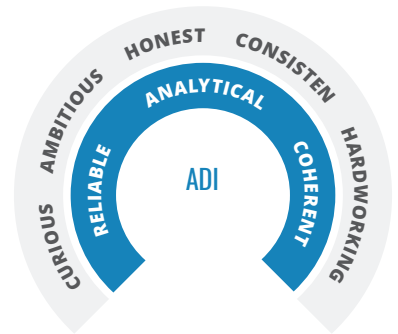 CURIOUS AMBITIOUS HONEST CONSISTEN HARDWORKING
RELIABLE ANALYTICAL COHERENT
ADI